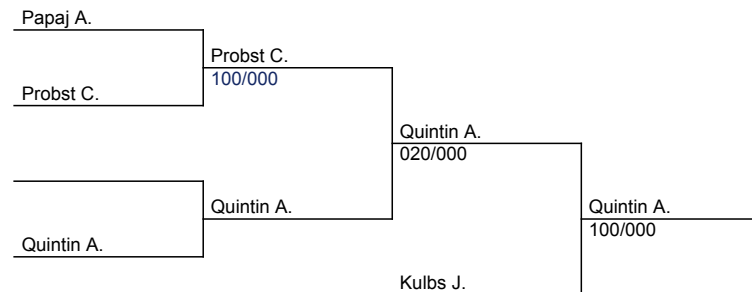 Papaj A.
Probst C.
100/000
Probst C.
Quintin A.
020/000
Quintin A.
Quintin A.
100/000
Quintin A.
Kulbs J.